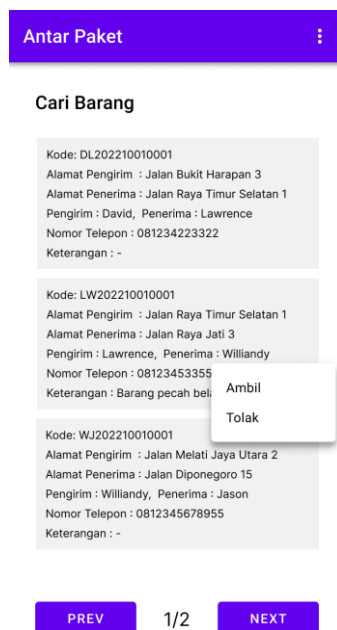 Antar Paket
Cari Barang
Kode: DL202210010001
Alamat Pengirim : Jalan Bukit Harapan 3
Alamat Penerima : Jalan Raya Timur Selatan 1
Pengirim : David, Penerima : Lawrence
Nomor Telepon : 081234223322
Keterangan : -
Kode: LW202210010001
Alamat Pengirim : Jalan Raya Timur Selatan 1
Alamat Penerima : Jalan Raya Jati 3
Pengirim : Lawrence, Penerima : Williandy
Nomor Telepon : 08123453355
Keterangan : Barang pecah
Ambil
Tolak
Kode: WJ202210010001
Alamat Pengirim : Jalan Melati Jaya Utara 2
Alamat Penerima : Jalan Diponegoro 15
Pengirim : Williandy, Penerima : Jason
Nomor Telepon : 0812345678955
Keterangan : -
PREV 1/2 NEXT